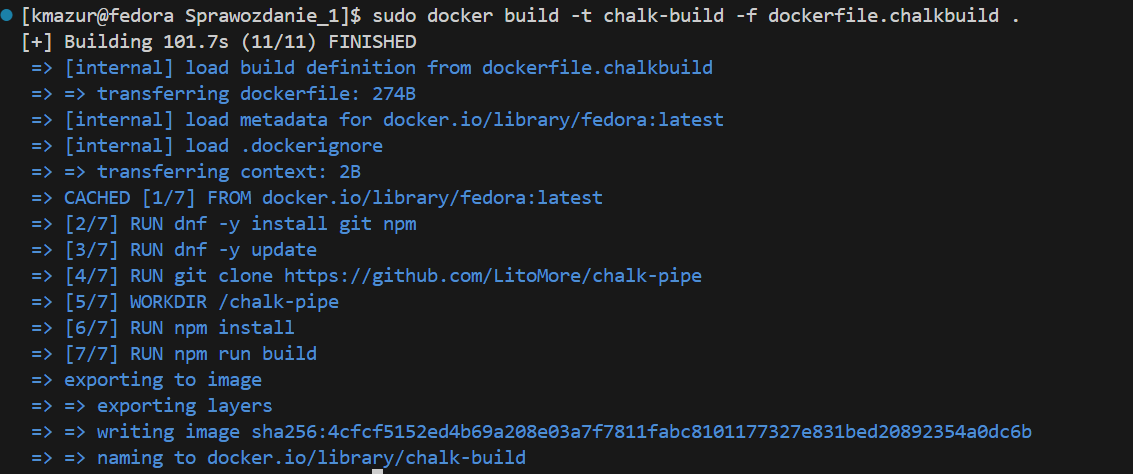 [kmazur@fedora Sprawozdanie_1]$ sudo docker build -t chalk-build -f dockerfile.chalkbuild .
[+] Building 101.7s (11/11) FINISHED
=> [internal] load build definition from dockerfile.chalkbuild
=> => transferring dockerfile: 274B
=> [internal] load metadata for docker.io/library/fedora:latest
=> [internal] load .dockerignore
=> => transferring context: 2B
=> CACHED [1/7] FROM docker.io/library/fedora:latest
=> [2/7] RUN dnf -y install git npm
=> [3/7] RUN dnf -y update
=> [4/7] RUN git clone https://github.com/LitoMore/chalk-pipe
=> [5/7] WORKDIR /chalk-pipe
=> [6/7] RUN npm install
=> [7/7] RUN npm run build
=> exporting to image
=> => exporting layers
=> => writing image sha256:4cfcf5152ed4b69a208e03a7f7811fabc8101177327e831bed20892354a0dc6b
=> => naming to docker.io/library/chalk-build